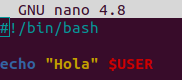 GNU nano 4.8
#!/bin/bash
echo "Hola" $USER